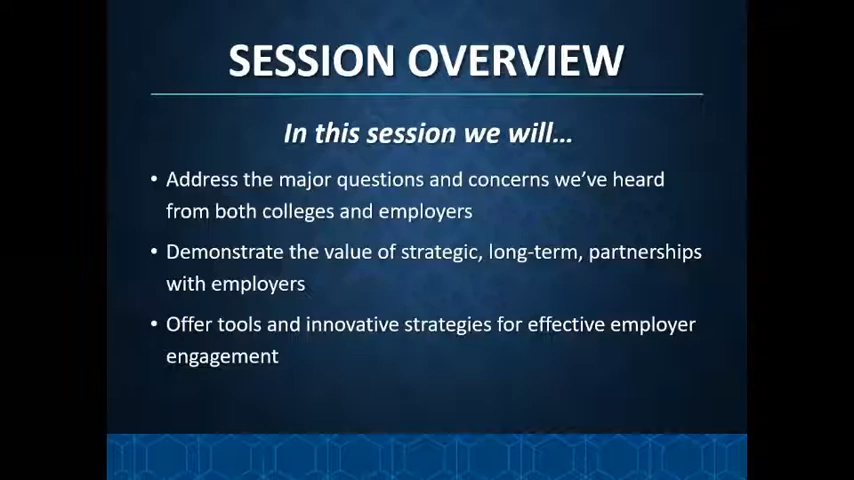 SESSION OVERVIEW
In this session we will...
• Address the major questions and concerns we've heard
from both colleges and employers
• Demonstrate the value of strategic, long-term, partnerships
with employers
• Offer tools and innovative strategies for effective employer
engagement